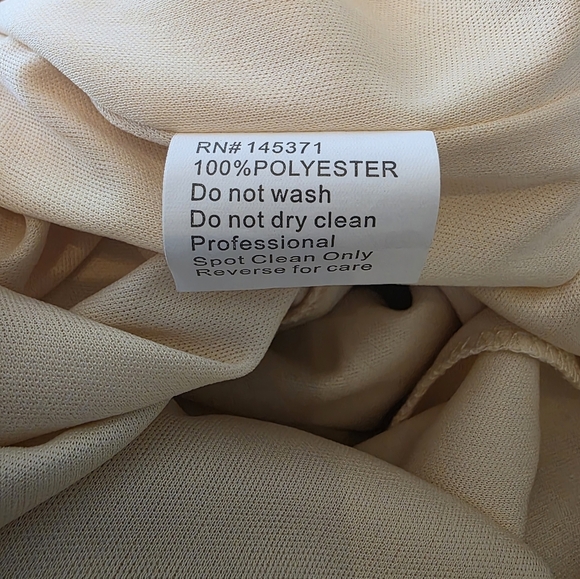 RN# 145371
100%POLYESTER
Do not wash
Do not dry clean
Professional
Spot Clean Only
Reverse for care